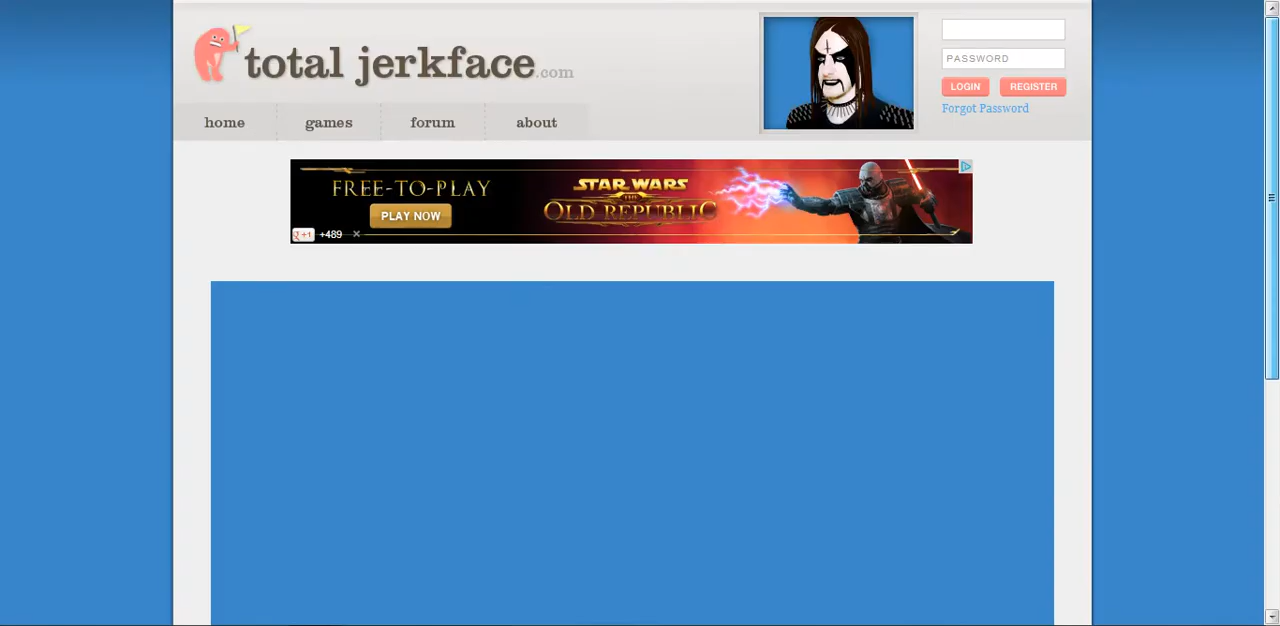 total jerkface.com
PASSWORD
LOGIN
REGISTER
Forgot Password
home
games
forum
about
FREE-TO-PLAY
PLAY NOW
STAR WARS
THE
OLD REPUBLIC
+1
+489